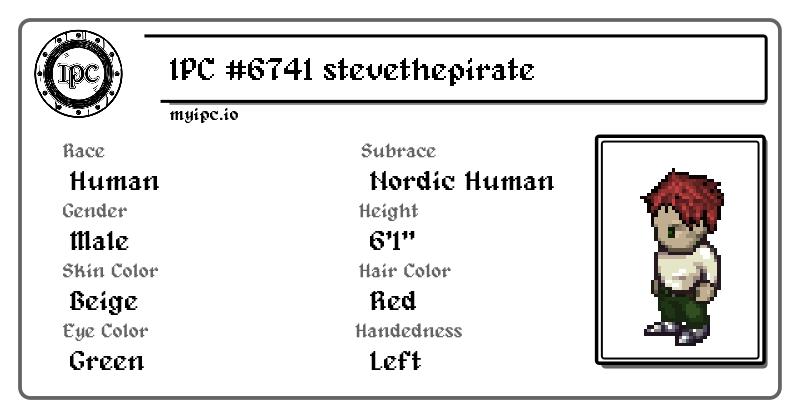 IPC
IPC #6741 stevethepirate
myipc.io
Race
Human
Subrace
Nordic Human
Gender
Male
Height
6'1"
Skin Color
Beige
Hair Color
Red
Eye Color
Green
Handedness
Left